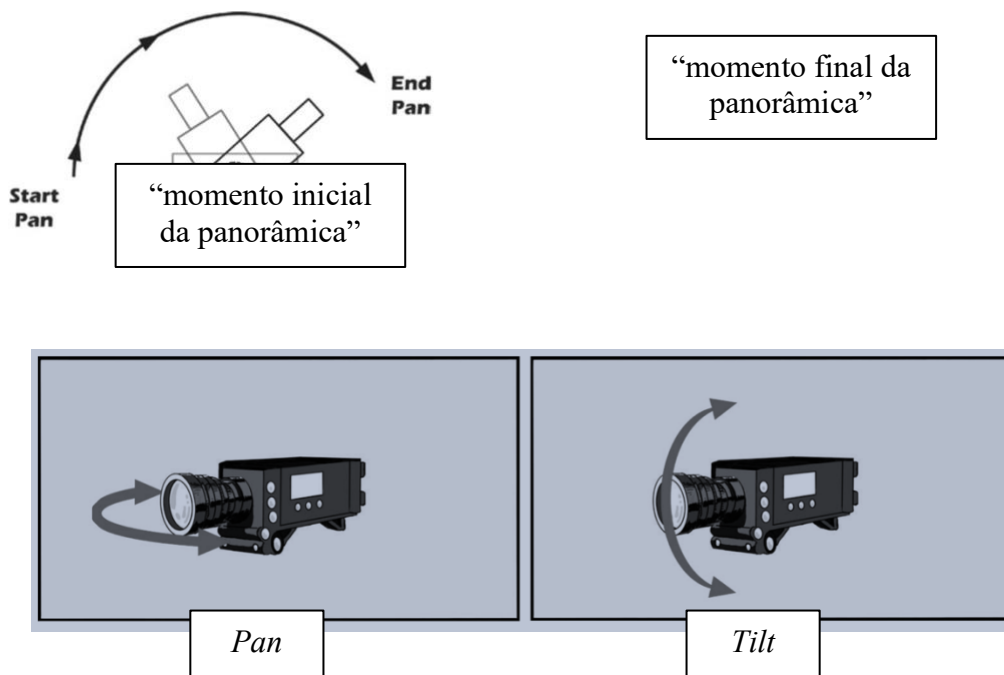 End
Pan
“momento final da
panorâmica”
Start
Pan
“momento inicial
da panorâmica”
Pan
Tilt